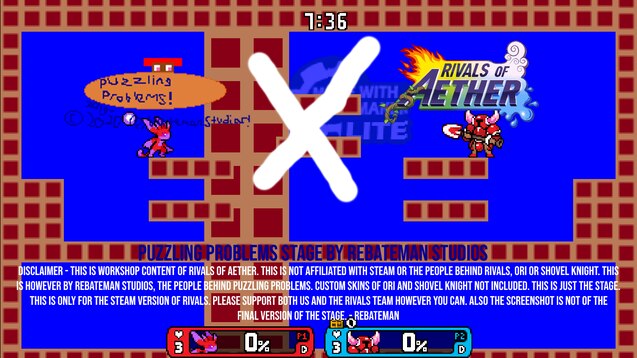 7:36
Puzzling
Problems!
RIVALS OF
ÆTHER
WITH
LITE
PUZZLING PROBLEMS STAGE BY REBATEMAN STUDIOS
DISCLAIMER - THIS IS WORKSHOP CONTENT OF RIVALS OF AETHER. THIS IS NOT AFFILIATED WITH STEAM OR THE PEOPLE BEHIND RIVALS, ORI OR SHOVEL KNIGHT. THIS
IS HOWEVER BY REBATEMAN STUDIOS, THE PEOPLE BEHIND PUZZLING PROBLEMS. CUSTOM SKINS OF ORI AND SHOVEL KNIGHT NOT INCLUDED. THIS IS JUST THE STAGE.
THIS IS ONLY FOR THE STEAM VERSION OF RIVALS. PLEASE SUPPORT BOTH US AND THE RIVALS TEAM HOWEVER YOU CAN. ALSO THE SCREENSHOT IS NOT OF THE
FINAL VERSION OF THE STAGE. - REBATEMAN
3 0% P1 D
3 0% P2 D